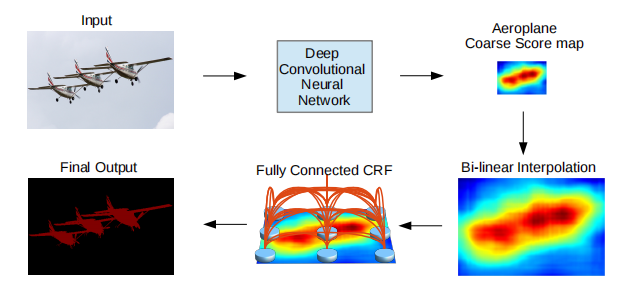 Input
Deep
Convolutional
Neural
Network
Aeroplane
Coarse Score map
Final Output
Fully Connected CRF
Bi-linear Interpolation